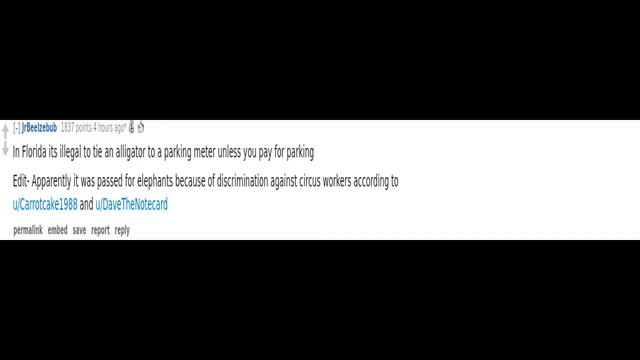 [-] JrBeelzebub 1837 points 4 hours ago*
In Florida its illegal to tie an alligator to a parking meter unless you pay for parking
Edit- Apparently it was passed for elephants because of discrimination against circus workers according to
u/Carrotcake1988 and u/DaveTheNotecard
permalink embed save report reply